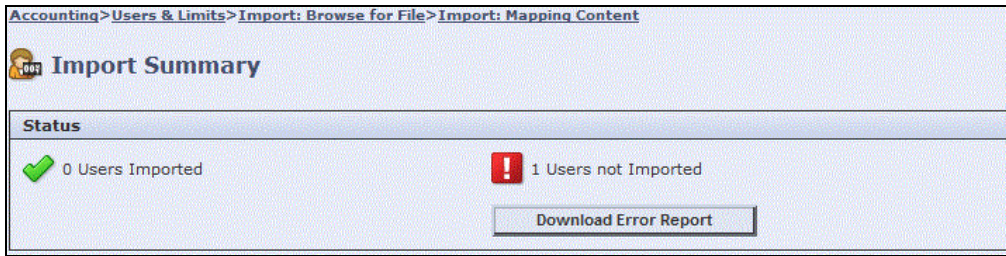 Accounting>Users & Limits>Import: Browse for File>Import: Mapping Content
Import Summary
Status
0 Users Imported
1 Users not Imported
Download Error Report